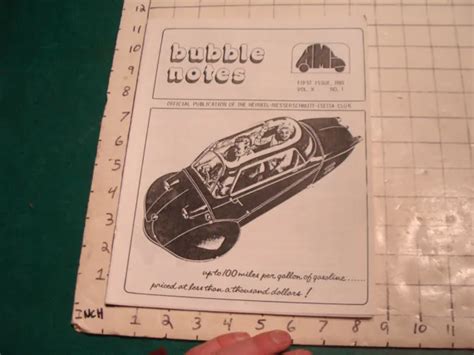 bubble
notes
FIRST ISSUE, 1985
VOL. X NO. 1
OFFICIAL PUBLICATION OF THE HEINKEL-MESSERSCHMITT-ISETTA CLUB
up to 100 miles per gallon of gasoline.....
priced at less than a thousand dollars!
12
11
10
9
8
7
6
5
4
3
2
1
INCH 1 2 3 4 5 6 7 8 9 10 11